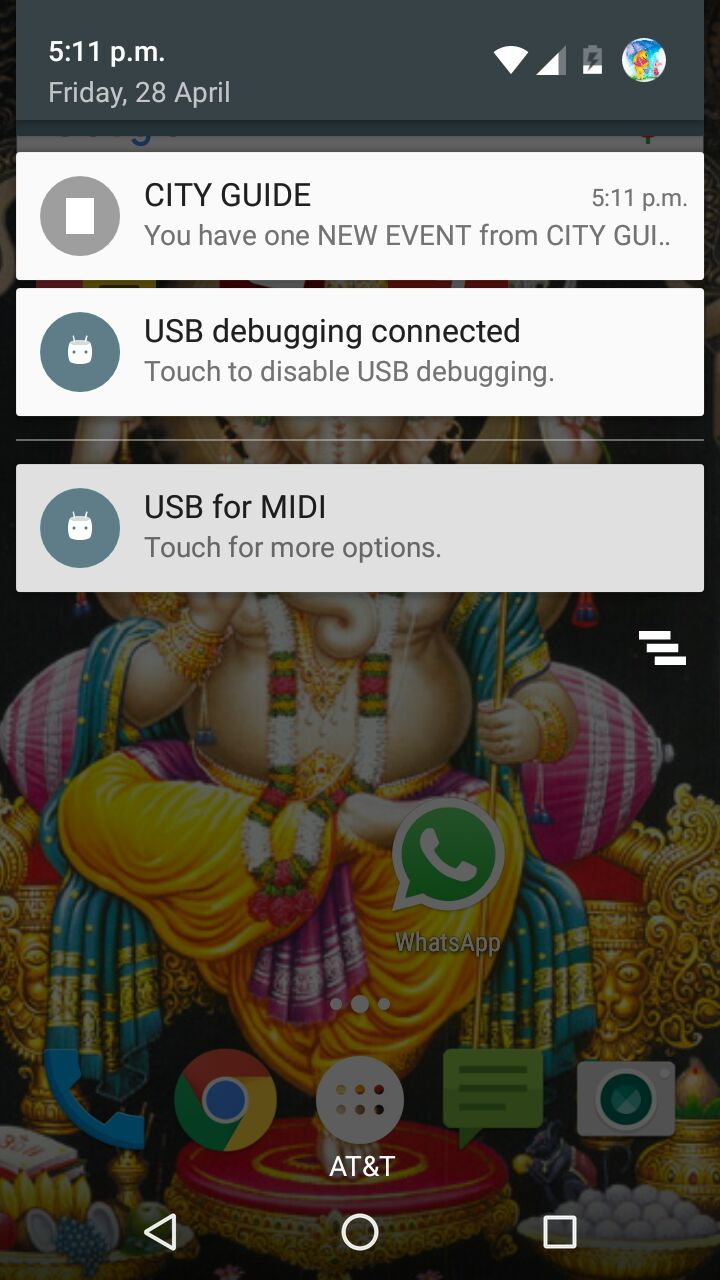 5:11 p.m.
Friday, 28 April
CITY GUIDE
5:11 p.m.
You have one NEW EVENT from CITY GUI..
USB debugging connected
Touch to disable USB debugging.
USB for MIDI
Touch for more options.
WhatsApp
AT&T